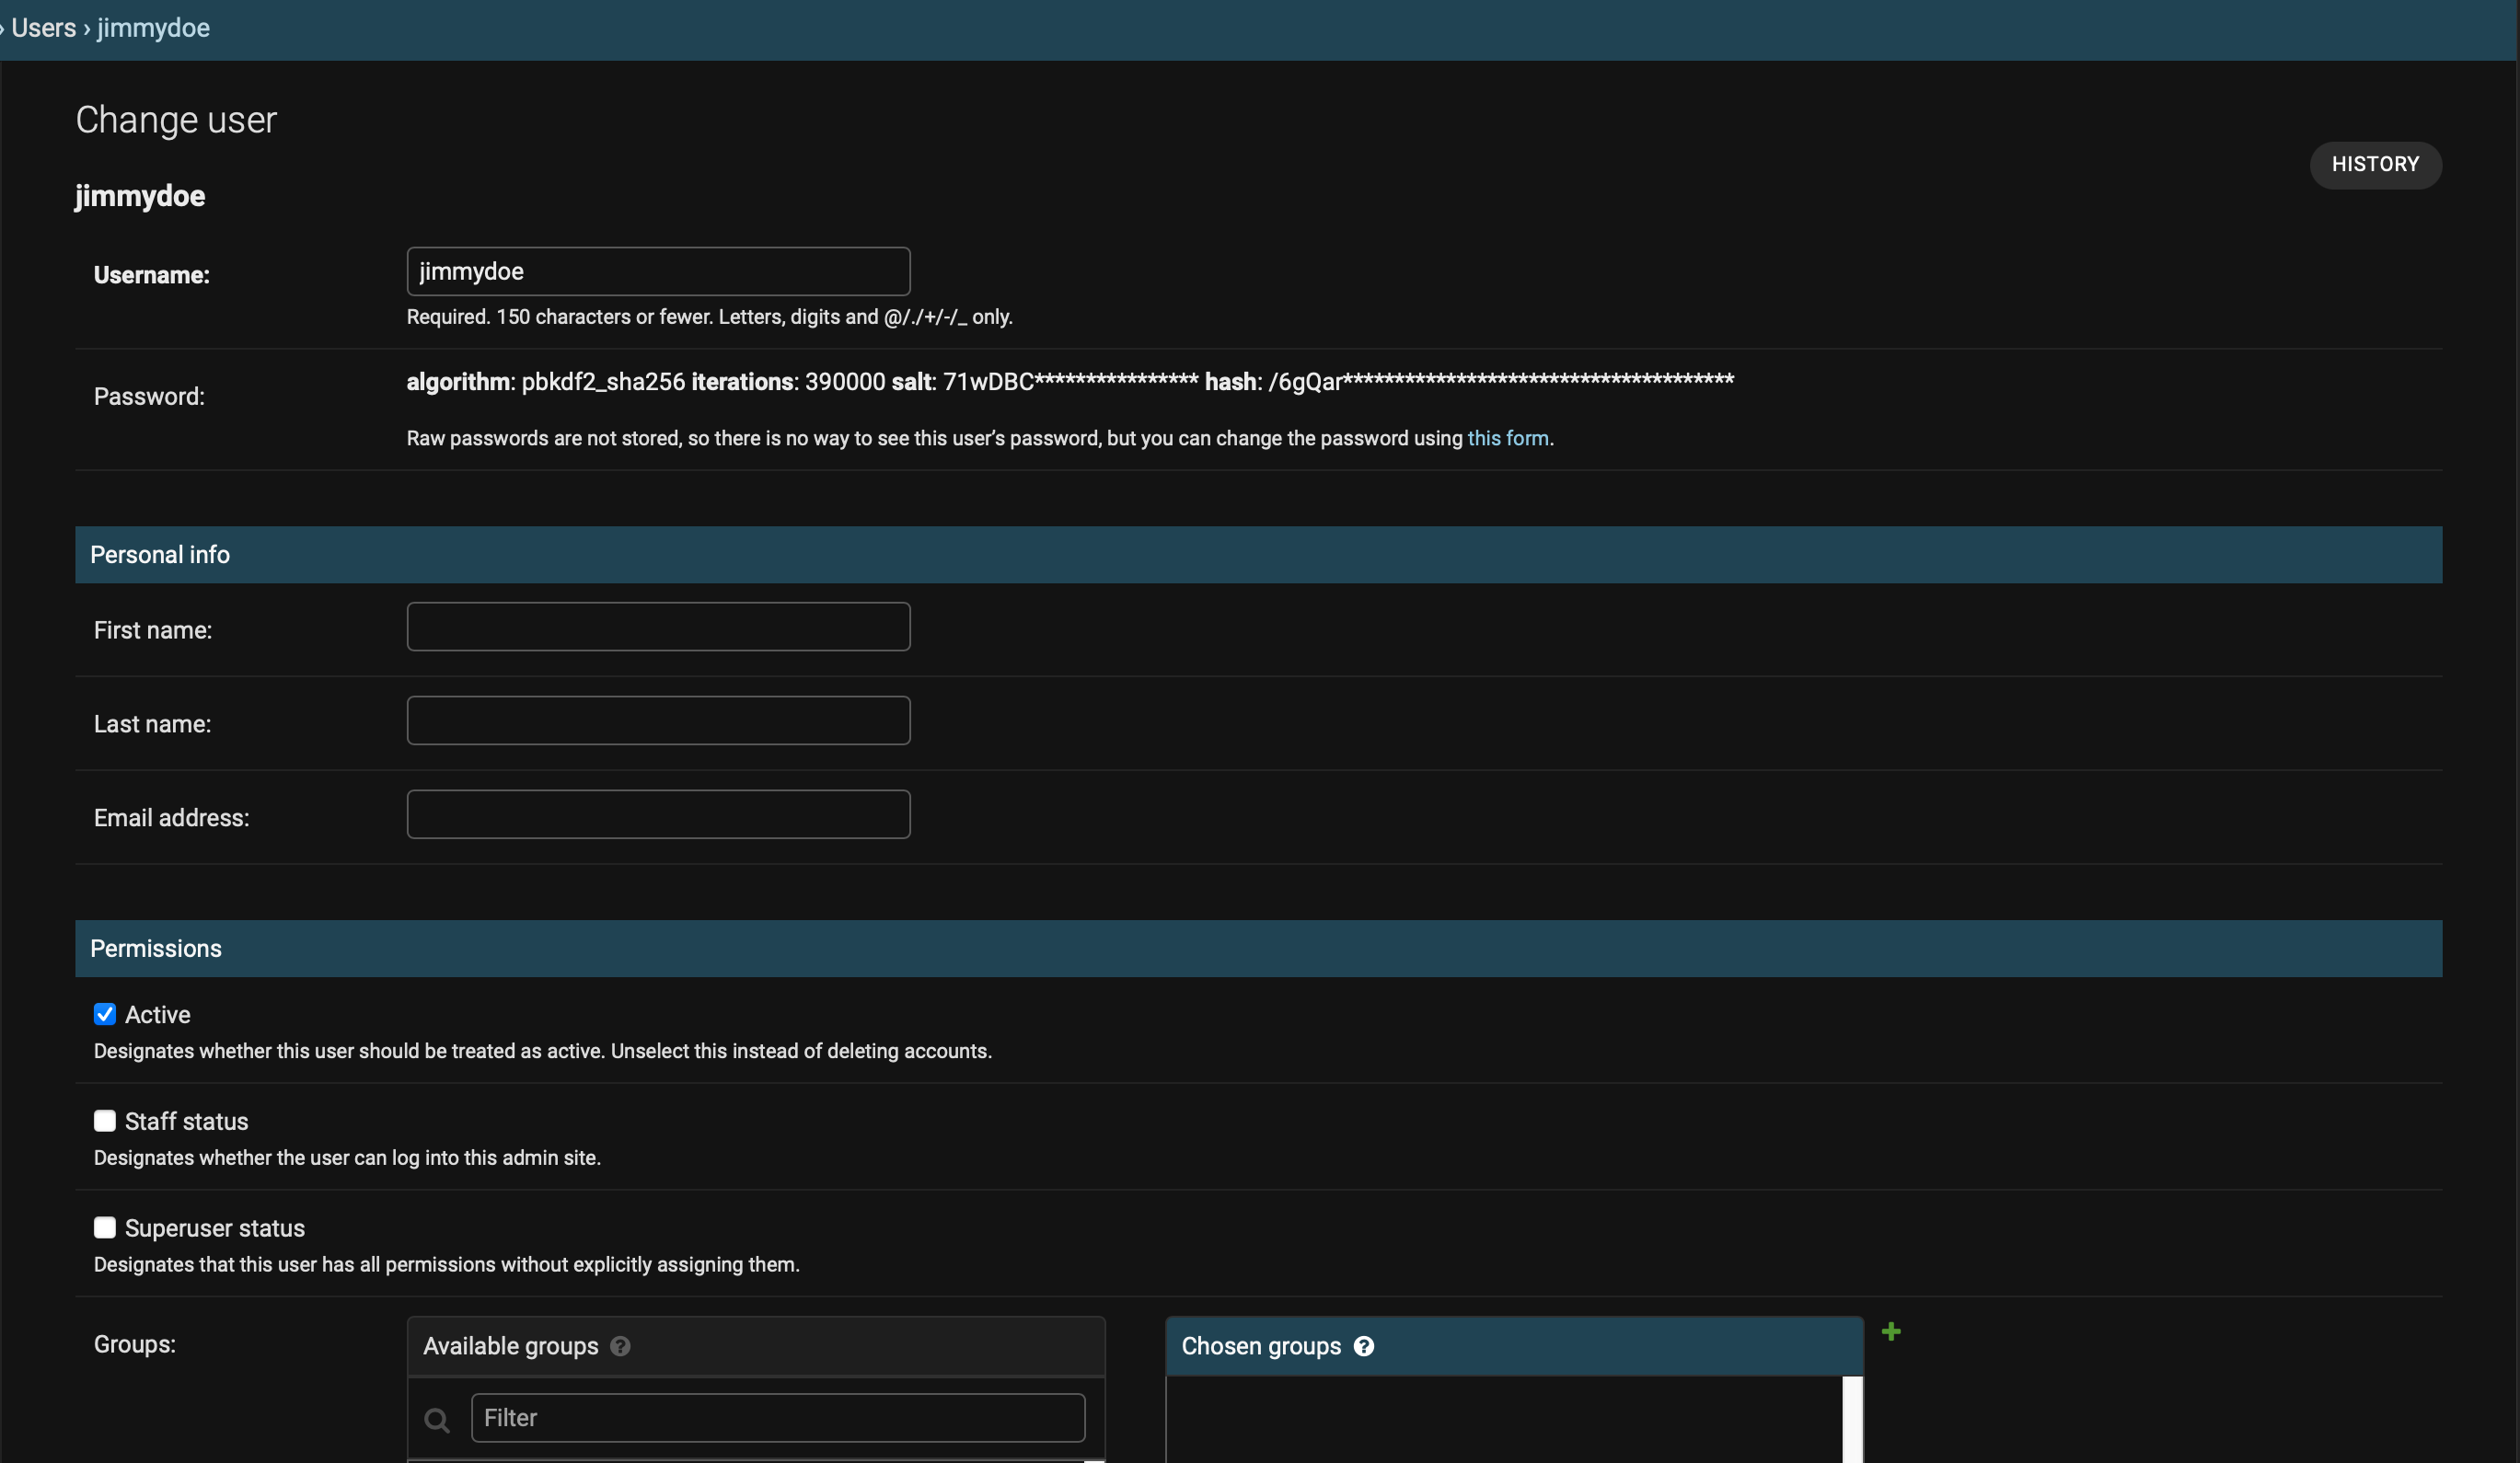 › Users › jimmydoe
Change user
HISTORY
jimmydoe
Username:
jimmydoe
Required. 150 characters or fewer. Letters, digits and @/./+/-/_ only.
Password:
algorithm: pbkdf2_sha256 iterations: 390000 salt: 71wDBC**************** hash: /6gQar**************************************
Raw passwords are not stored, so there is no way to see this user’s password, but you can change the password using this form.
Personal info
First name:
Last name:
Email address:
Permissions
Active
Designates whether this user should be treated as active. Unselect this instead of deleting accounts.
Staff status
Designates whether the user can log into this admin site.
Superuser status
Designates that this user has all permissions without explicitly assigning them.
Groups:
Available groups ?
Chosen groups ?
Filter